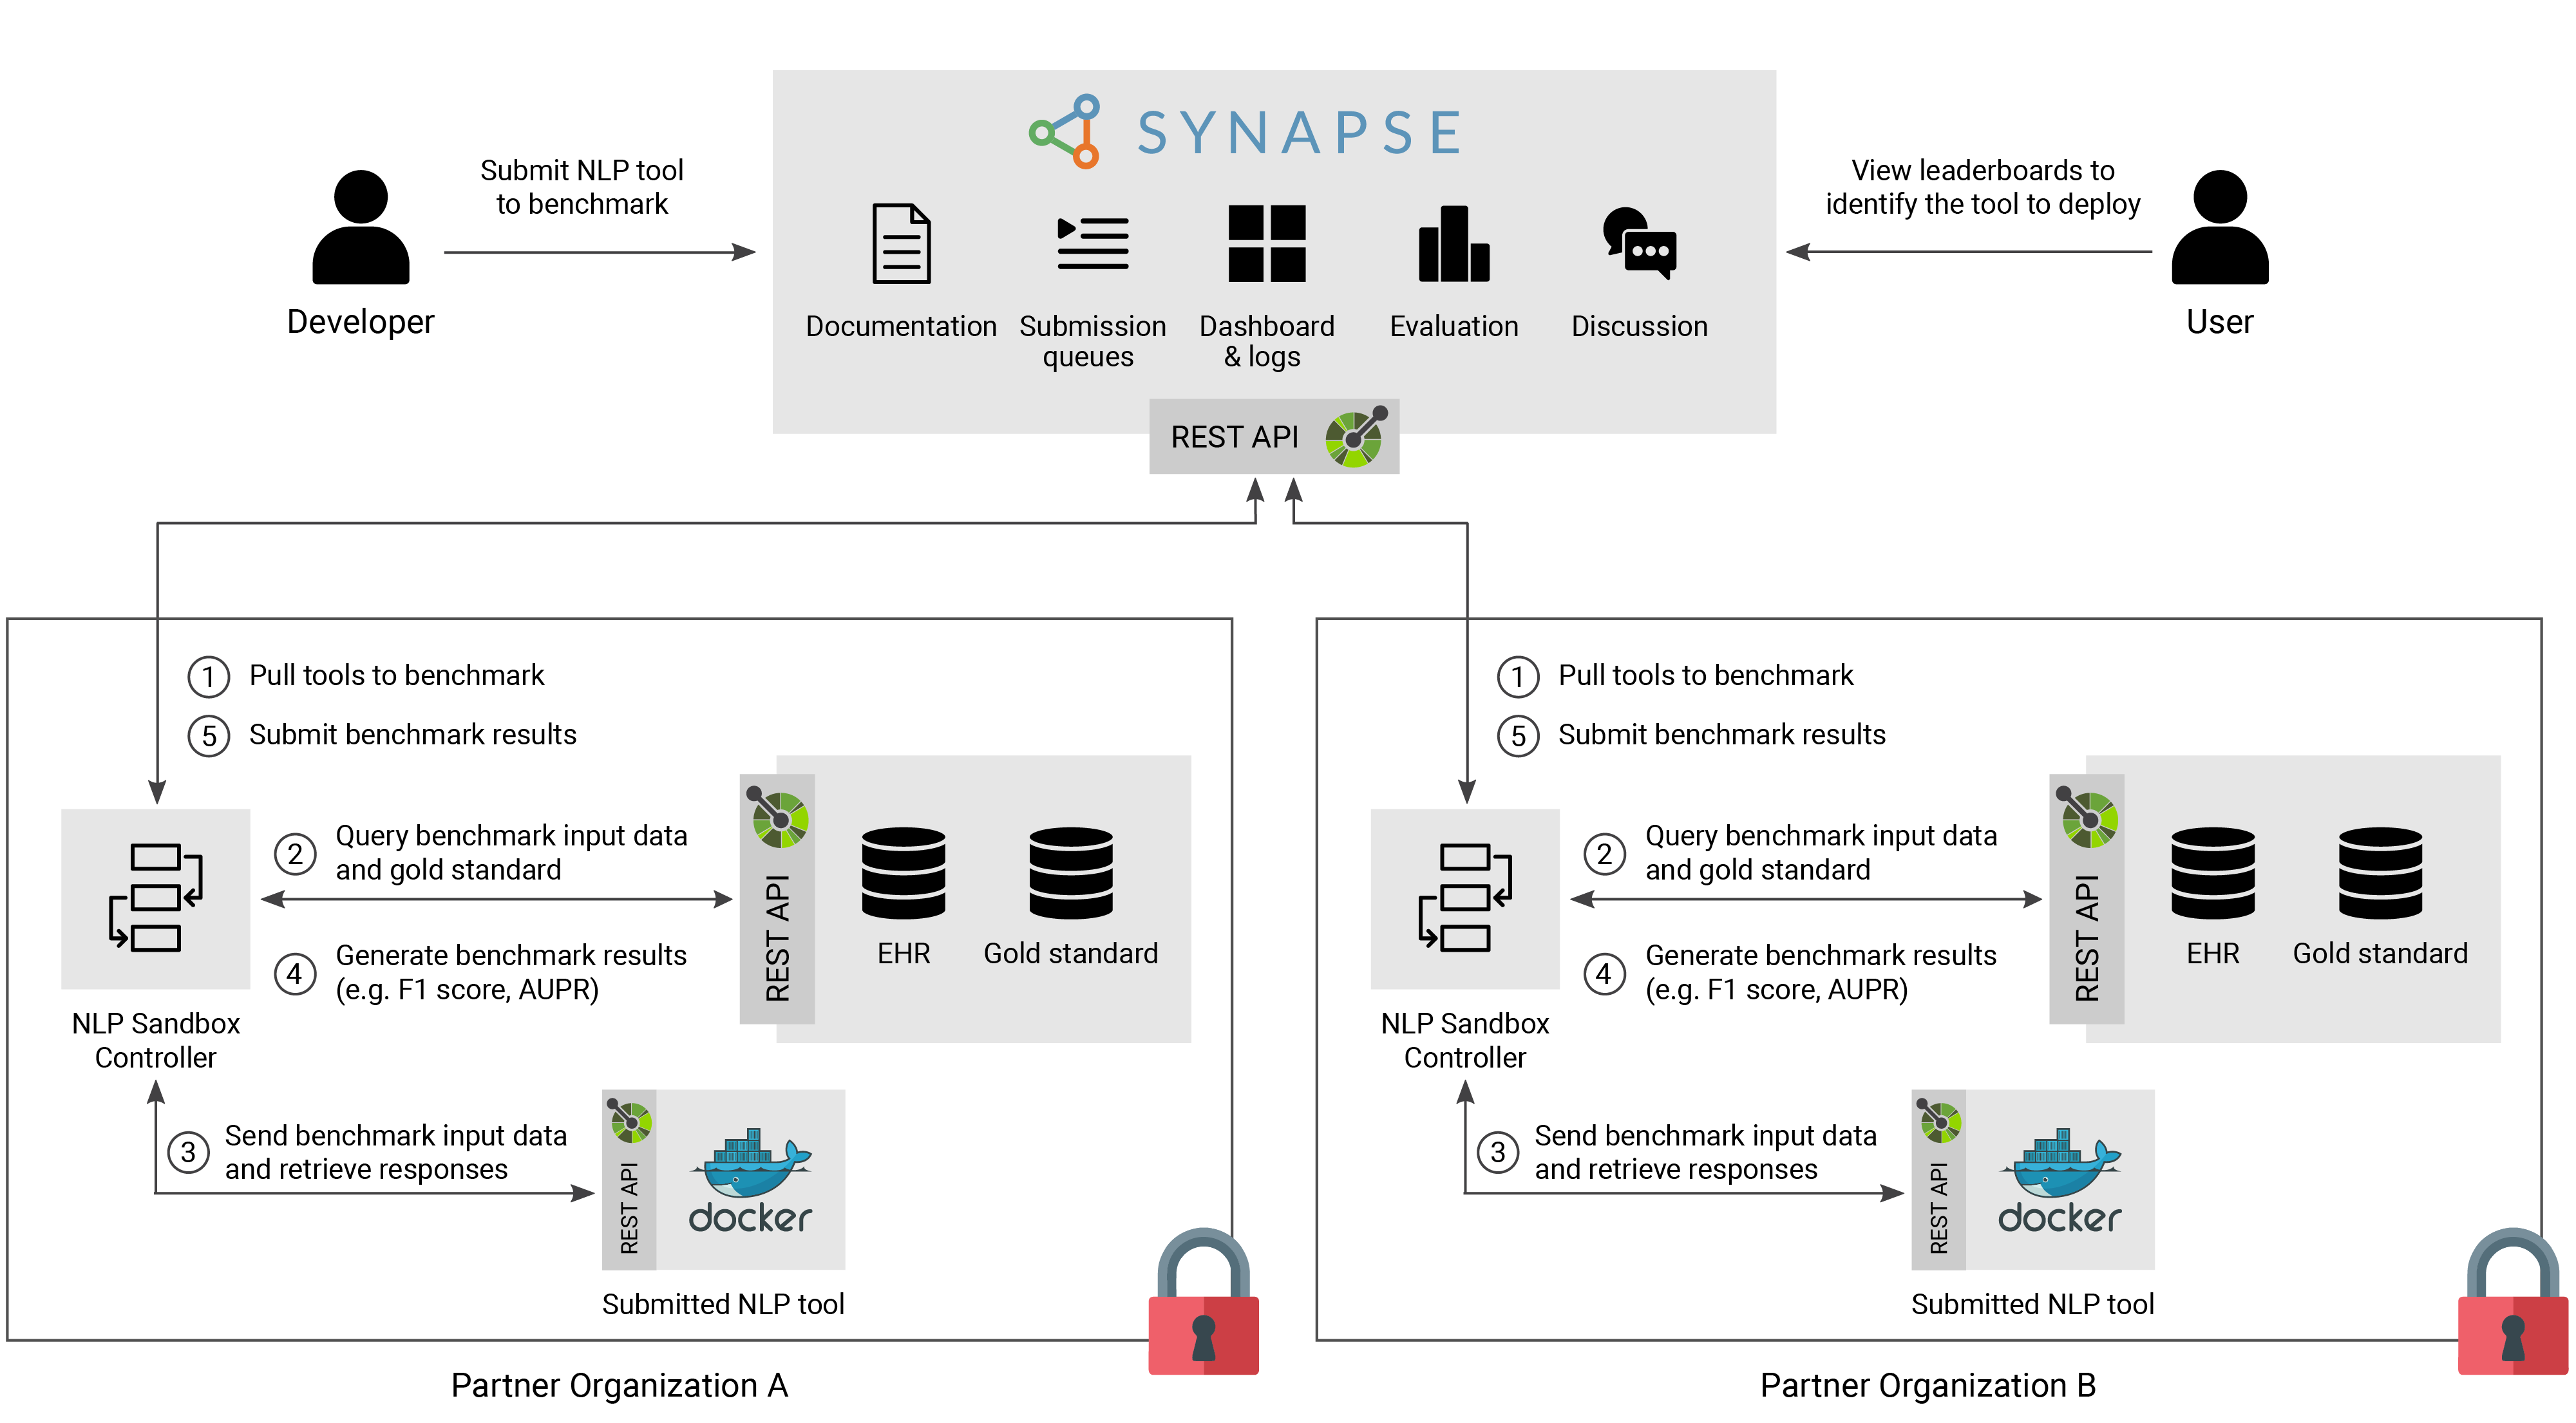 SYNAPSE
Submit NLP tool
to benchmark
View leaderboards to
identify the tool to deploy
Developer
Documentation
Submission
queues
Dashboard
& logs
Evaluation
Discussion
User
REST API
1 Pull tools to benchmark
5 Submit benchmark results
2 Query benchmark input data
and gold standard
4 Generate benchmark results
(e.g. F1 score, AUPR)
REST API
EHR
Gold standard
NLP Sandbox
Controller
3 Send benchmark input data
and retrieve responses
REST API
docker
Submitted NLP tool
Partner Organization A
1 Pull tools to benchmark
5 Submit benchmark results
2 Query benchmark input data
and gold standard
4 Generate benchmark results
(e.g. F1 score, AUPR)
REST API
EHR
Gold standard
NLP Sandbox
Controller
3 Send benchmark input data
and retrieve responses
REST API
docker
Submitted NLP tool
Partner Organization B